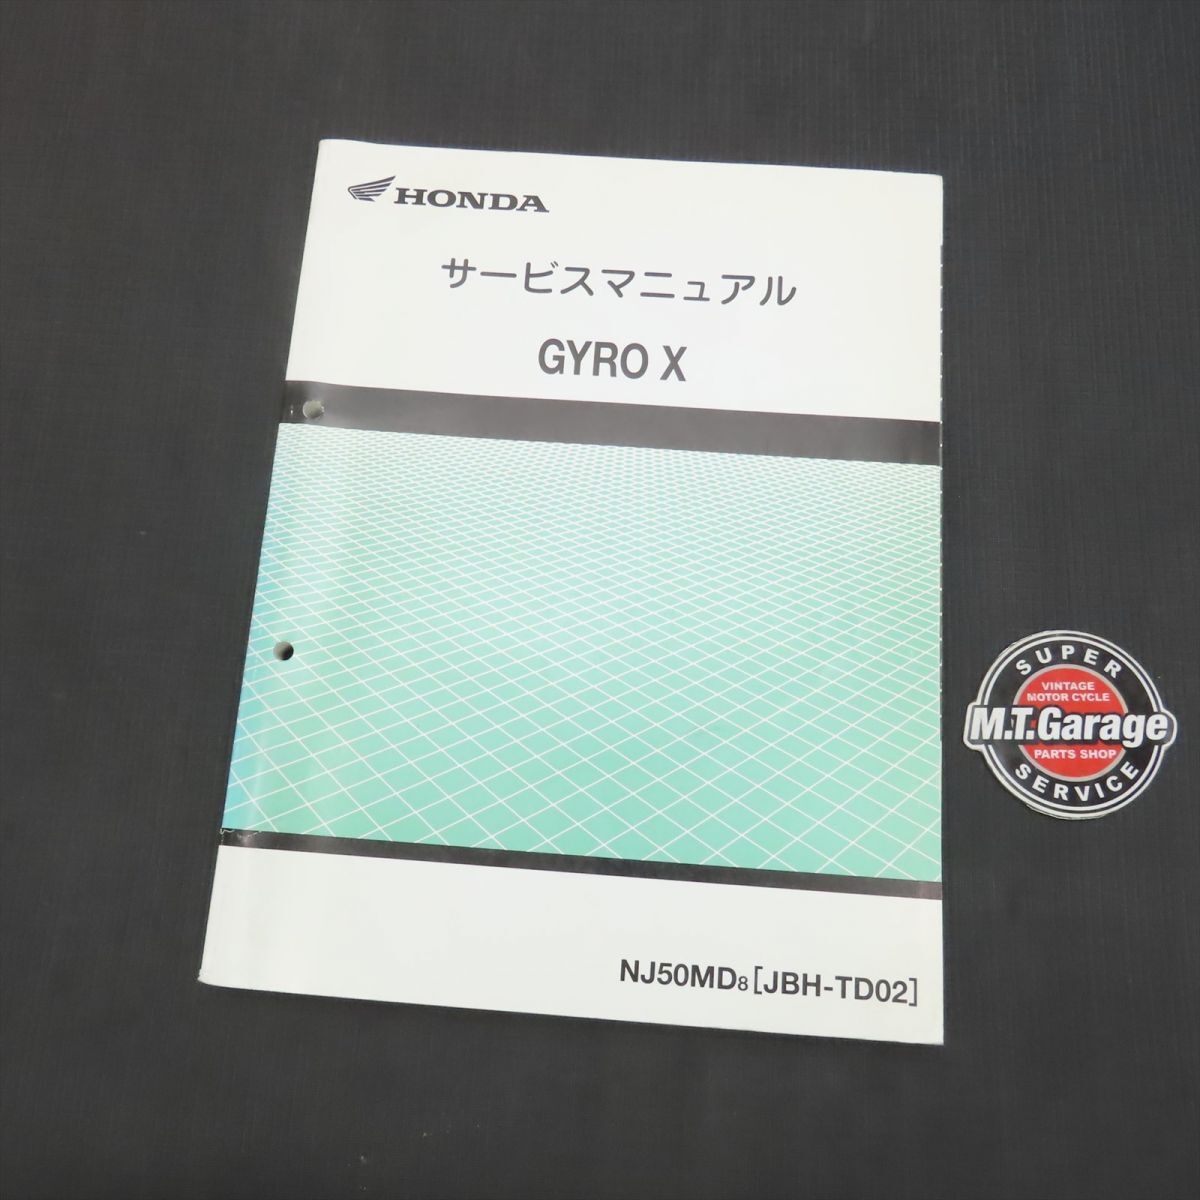 HONDA
サービスマニュアル
GYRO X
NJ50MD8 [JBH-TD02]
SUPER
VINTAGE
MOTOR CYCLE
M.T.Garage
PARTS SHOP
SERVICE